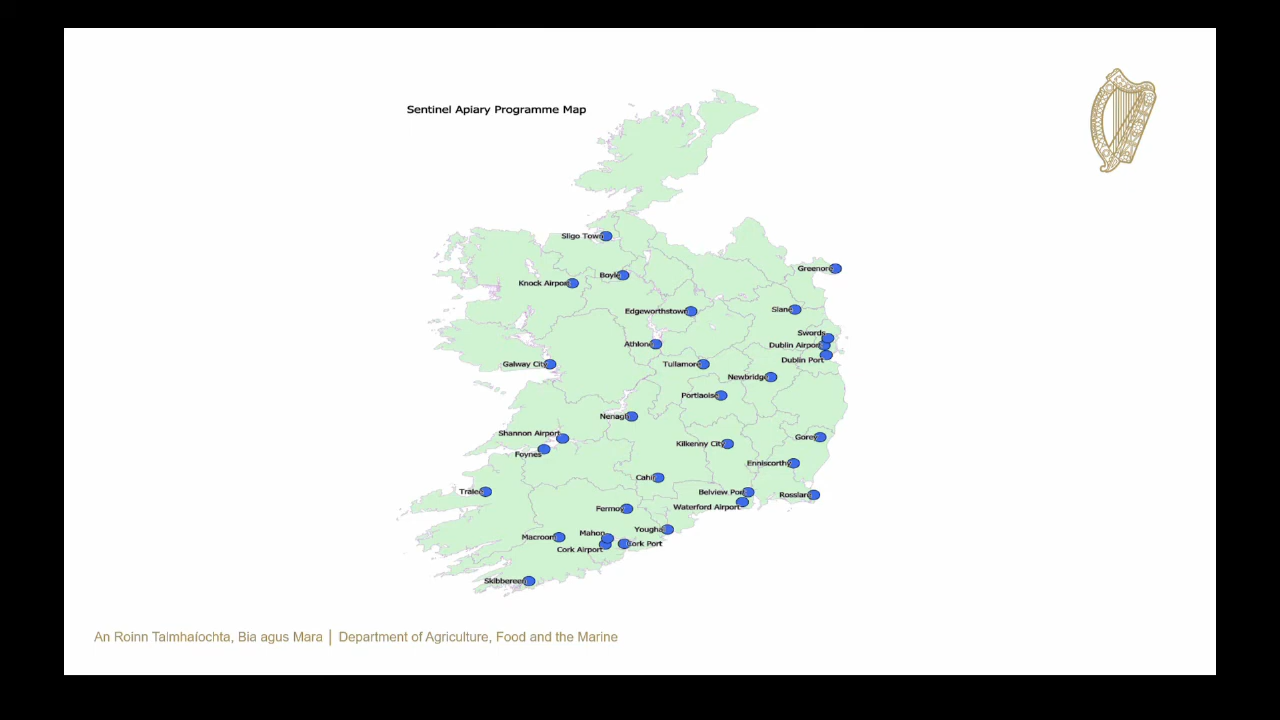 Sentinel Apiary Programme Map
Sligo Town
Greenore
Boyle
Knock Airport
Edgeworthstown
Slane
Swords
Athlone
Dublin Airport
Dublin Port
Galway City
Tullamore
Newbridge
Portlaoise
Nenagh
Shannon Airport
Gorey
Kilkenny City
Foynes
Enniscorthy
Cahir
Tralee
Belview Port
Rosslare
Waterford Airport
Fermoy
Youghal
Mahon
Macroom
Cork Port
Cork Airport
Skibbereen
An Roinn Talmhaíochta, Bia agus Mara | Department of Agriculture, Food and the Marine